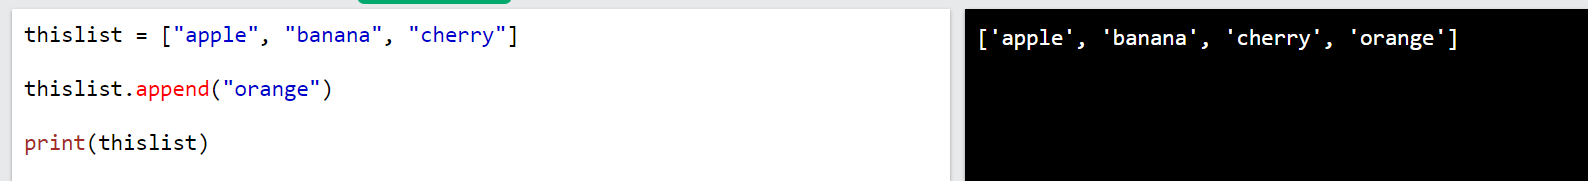 thislist = ["apple", "banana", "cherry"]
thislist.append("orange")
print(thislist)
['apple', 'banana', 'cherry', 'orange']